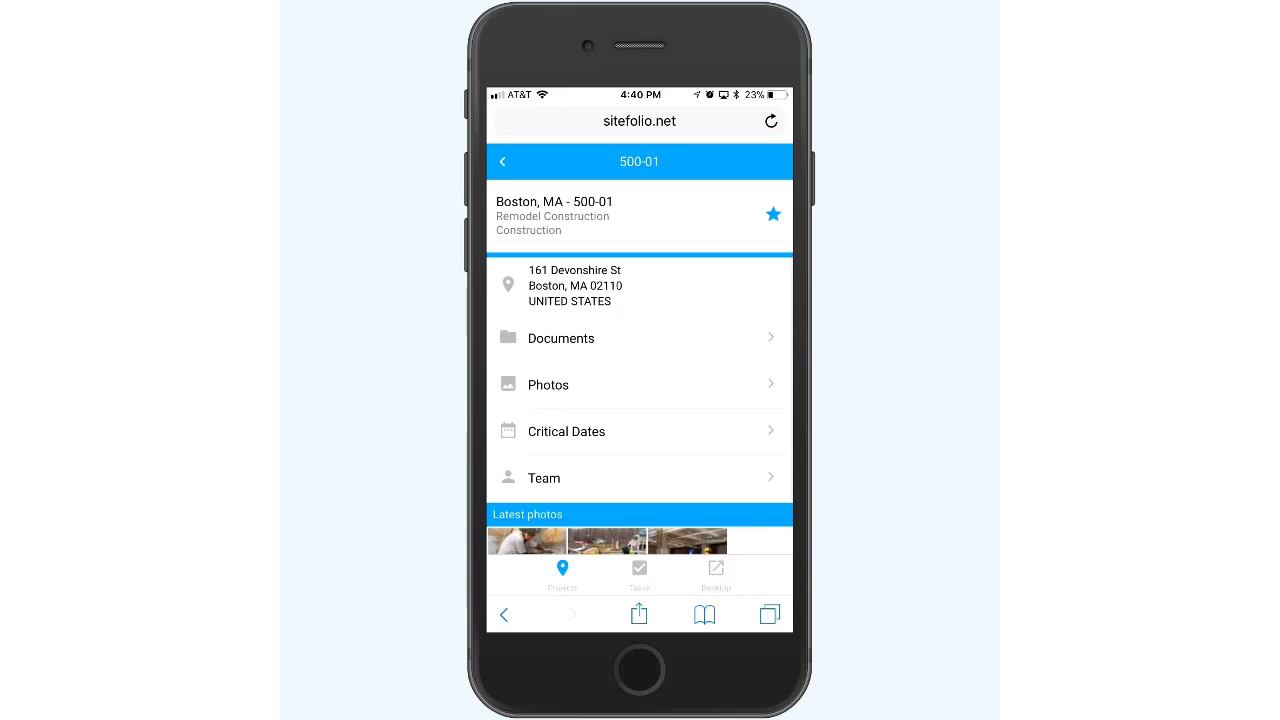 AT&T 4:40 PM 23%
sitefolio.net
500-01
Boston, MA - 500-01
Remodel Construction
Construction
161 Devonshire St
Boston, MA 02110
UNITED STATES
Documents
Photos
Critical Dates
Team
Latest photos
Projects Tasks Desktop